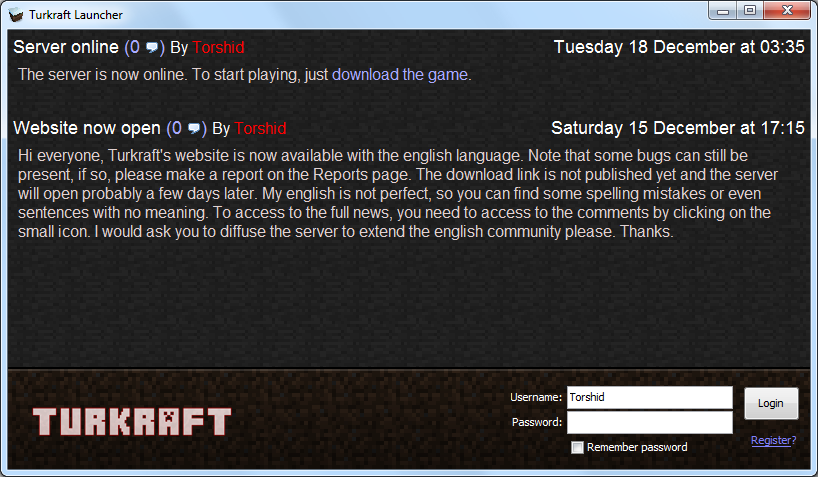 Turkraft Launcher
Server online (0 ) By Torshid Tuesday 18 December at 03:35
The server is now online. To start playing, just download the game.
Website now open (0 ) By Torshid Saturday 15 December at 17:15
Hi everyone, Turkraft's website is now available with the english language. Note that some bugs can still be
present, if so, please make a report on the Reports page. The download link is not published yet and the server
will open probably a few days later. My english is not perfect, so you can find some spelling mistakes or even
sentences with no meaning. To access to the full news, you need to access to the comments by clicking on the
small icon. I would ask you to diffuse the server to extend the english community please. Thanks.
TURKRAFT
Username: Torshid
Login
Password:
Remember password
Register?